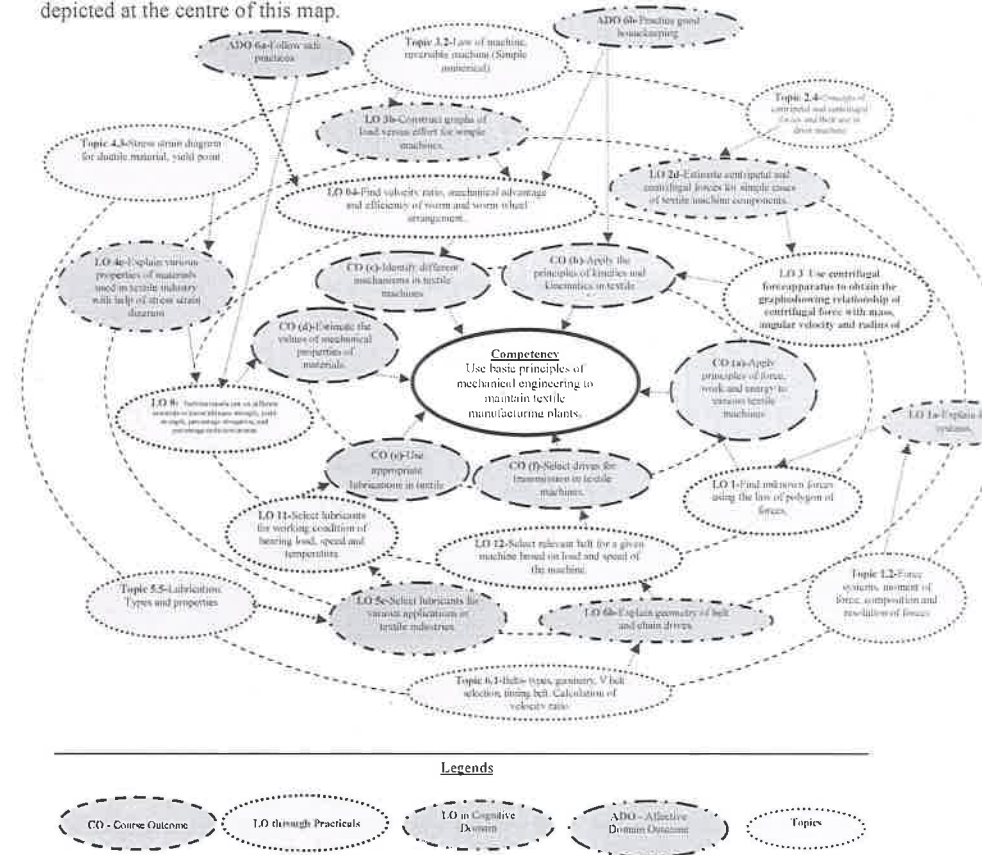 depicted at the centre of this map.
ADO 6a-Follow safe
practices
Topic 3.2-Law of machine,
reversible machine (Simple
numerical)
ADO 6b-Practice good
housekeeping
Topic 2.4-Concepts of
centripetal and centrifugal
forces and their use in
drive machine
LO 3b-Construct graphs of
load versus effort for simple
machines.
Topic 4.3-Stress strain diagram
for ductile material, yield point
LO 2d-Estimate centripetal and
centrifugal forces for simple cases
of textile machine components.
LO 04-Find velocity ratio, mechanical advantage
and efficiency of worm and worm wheel
arrangement.
LO 4c-Explain various
properties of materials
used in textile industry
with help of stress strain
diagram
CO (c)-Identify different
mechanisms in textile
machines
CO (b)-Apply the
principles of kinetics and
kinematics in textile
LO 3 Use centrifugal
forceapparatus to obtain the
graphsshowing relationship of
centrifugal force with mass,
angular velocity and radius of
CO (d)-Estimate the
values of mechanical
properties of
materials.
Competency
Use basic principles of
mechanical engineering to
maintain textile
manufacturing plants.
CO (a)-Apply
principles of force,
work and energy to
various textile
machines
LO 1a-Explain
systems.
LO 8-
strength, percentage elongation, and
CO (e)-Use
appropriate
lubrications in textile
CO (f)-Select drives for
transmission in textile
machines.
LO 1-Find unknown forces
using the law of polygon of
forces.
LO 11-Select lubricants
for working condition of
bearing load, speed and
temperature.
LO 12-Select relevant belt for a given
machine based on load and speed of
the machine.
Topic 5.5-Lubrication:
Types and properties
LO 5c-Select lubricants for
various applications in
textile industries.
LO 6b-Explain geometry of belt
and chain drives.
Topic 1.2-Force
systems, moment of
force, composition and
resolution of forces
Topic 6.1-Belts- types, geometry, V belt
selection, timing belt. Calculation of
velocity ratio
Legends
CO - Course Outcome
LO through Practicals
LO in Cognitive
Domain
ADO - Affective
Domain Outcome
Topics